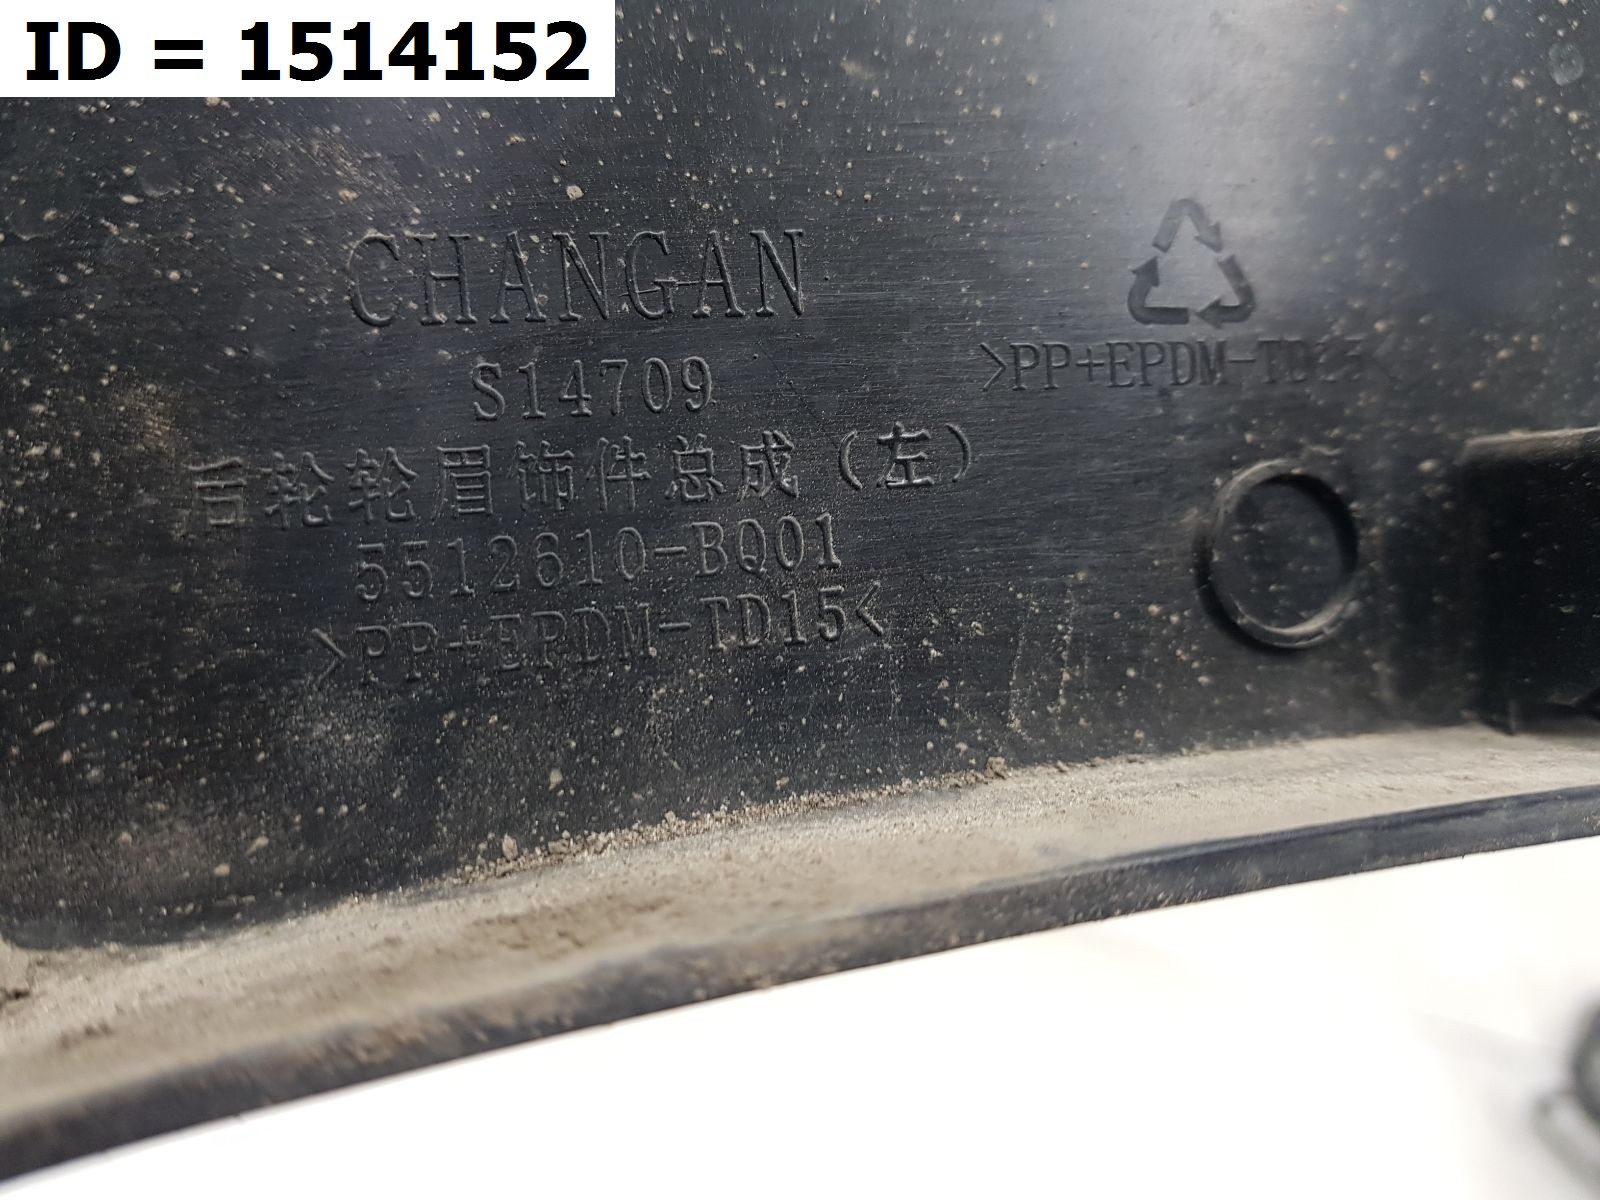 ID = 1514152
CHANGAN
S14709
后轮轮眉饰件总成（左）
5512610-BQ01
>PP+EPDM-TD15<
>PP+EPDM-TD25<